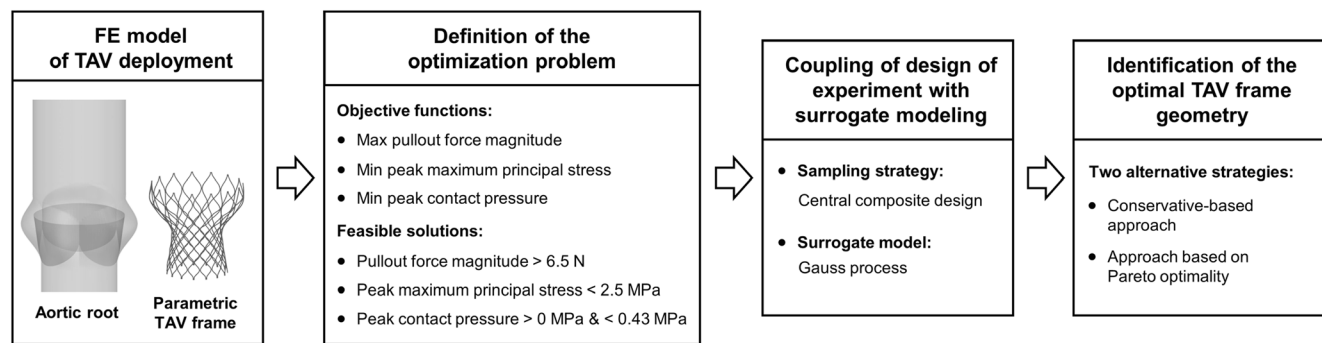 FE model
of TAV deployment
Aortic root
Parametric
TAV frame
Definition of the
optimization problem
Objective functions:
● Max pullout force magnitude
● Min peak maximum principal stress
● Min peak contact pressure
Feasible solutions:
● Pullout force magnitude > 6.5 N
● Peak maximum principal stress < 2.5 MPa
● Peak contact pressure > 0 MPa & < 0.43 MPa
Coupling of design of
experiment with
surrogate modeling
● Sampling strategy:
Central composite design
● Surrogate model:
Gauss process
Identification of the
optimal TAV frame
geometry
Two alternative strategies:
● Conservative-based
approach
● Approach based on
Pareto optimality